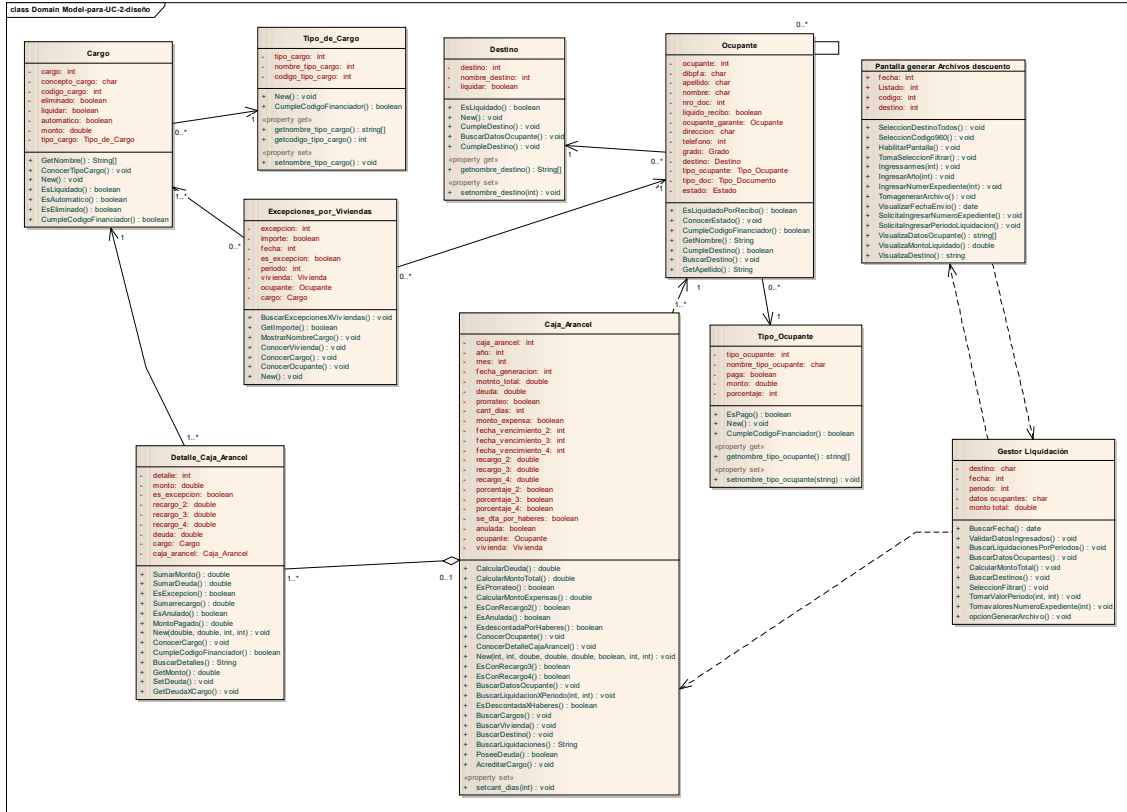 class Domain Model-para-UC-2-diseño
Cargo
- cargo: int
- concepto_cargo: char
- codigo_cargo: int
- eliminado: boolean
- liquidar: boolean
- automatico: boolean
- monto: double
- tipo_cargo: Tipo_de_Cargo
+ GetNombre() : String[]
+ ConocerTipoCargo() : void
+ New() : void
+ EsLiquidado() : boolean
+ EsAutomatico() : boolean
+ EsEliminado() : boolean
+ CumpleCodigoFinanciador() : boolean
Tipo_de_Cargo
- tipo_cargo: int
- nombre_tipo_cargo: int
- codigo_tipo_cargo: int
+ New() : void
+ CumpleCodigoFinanciador() : boolean
«property get»
+ getnombre_tipo_cargo() : string[]
+ getcodigo_tipo_cargo() : int
«property set»
+ setnombre_tipo_cargo() : void
Destino
- destino: int
- nombre_destino: int
- liquidar: boolean
+ EsLiquidado() : boolean
+ New() : void
+ CumpleDestino() : void
+ BuscarDatosOcupante() : void
+ CumpleDestino() : void
«property get»
+ getnombre_destino() : String[]
«property set»
+ setnombre_destino(int) : void
Ocupante
- ocupante: int
- dibpfa: char
- apellido: char
- nombre: char
- nro_doc: int
- liquido_recibo: boolean
- ocupante_garante: Ocupante
- direccion: char
- telefono: int
- grado: Grado
- destino: Destino
- tipo_ocupante: Tipo_Ocupante
- tipo_doc: Tipo_Documento
- estado: Estado
+ EsLiquidadoPorRecibo() : boolean
+ ConocerEstado() : void
+ CumpleCodigoFinanciador() : boolean
+ GetNombre() : String
+ CumpleDestino() : boolean
+ BuscarDestino() : void
+ GetApellido() : String
0..*
Pantalla generar Archivos descuento
- fecha: int
- Listado: int
- codigo: int
- destino: int
+ SeleccionDestinoTodos() : void
+ SeleccionCodigo960() : void
+ HabilitarPantalla() : void
+ TomaSeleccionFiltrar() : void
+ Ingresarmes(int) : void
+ IngresarAño(int) : void
+ IngresarNumerExpediente(int) : void
+ TomagenerarArchivo() : void
+ VisualizarFechaEnvio() : date
+ SolicitaIngresarNumeroExpediente() : void
+ SolicitaIngresarPeriodoLiquidacion() : void
+ VisualizaDatosOcupante() : string[]
+ VisualizaMontoLiquidado() : double
+ VisualizaDestino() : string
0..*
1
1
0..*
1..*
0..*
0..*
1
Excepciones_por_Viviendas
- excepcion: int
- importe: boolean
- fecha: int
- es_excepcion: boolean
- periodo: int
- vivienda: Vivienda
- ocupante: Ocupante
- cargo: Cargo
+ BuscarExcepcionesXViviendas() : void
+ GetImporte() : boolean
+ MostrarNombreCargo() : void
+ ConocerVivienda() : void
+ ConocerCargo() : void
+ ConocerOcupante() : void
+ New() : void
1
1..*
1
1..*
0..*
1
Caja_Arancel
- caja_arancel: int
- año: int
- mes: int
- fecha_generacion: int
- motnto_total: double
- deuda: double
- prorrateo: boolean
- cant_dias: int
- monto_expensa: boolean
- fecha_vencimiento_2: int
- fecha_vencimiento_3: int
- fecha_vencimiento_4: int
- recargo_2: double
- recargo_3: double
- recargo_4: double
- porcentaje_2: boolean
- porcentaje_3: boolean
- porcentaje_4: boolean
- se_dta_por_haberes: boolean
- anulada: boolean
- ocupante: Ocupante
- vivienda: Vivienda
+ CalcularDeuda() : double
+ CalcularMontoTotal() : double
+ EsProrrateo() : boolean
+ CalcularMontoExpensas() : double
+ EsConRecargo2() : boolean
+ EsAnulada() : boolean
+ EsdescontadaPorHaberes() : boolean
+ ConocerOcupante() : void
+ ConocerDetalleCajaArancel() : void
+ New(int, int, doube, double, double, boolean, int, int) : void
+ EsConRecargo3() : boolean
+ EsConRecargo4() : boolean
+ BuscarDatosOcupante() : void
+ BuscarLiquidacionXPeriodo(int, int) : void
+ EsDescontadaXHaberes() : boolean
+ BuscarCargos() : void
+ BuscarVivienda() : void
+ BuscarDestino() : void
+ BuscarLiquidaciones() : String
+ PoseeDeuda() : boolean
+ AcreditarCargo() : void
«property set»
+ setcant_dias(int) : void
Tipo_Ocupante
- tipo_ocupante: int
- nombre_tipo_ocupante: char
- paga: boolean
- monto: double
- porcentaje: int
+ EsPago() : boolean
+ New() : void
+ CumpleCodigoFinanciador() : boolean
«property get»
+ getnombre_tipo_ocupante() : string[]
«property set»
+ setnombre_tipo_ocupante(string) : void
Detalle_Caja_Arancel
- detalle: int
- monto: double
- es_excepcion: boolean
- recargo_2: double
- recargo_3: double
- recargo_4: double
- deuda: double
- cargo: Cargo
- caja_arancel: Caja_Arancel
+ SumarMonto() : double
+ SumarDeuda() : double
+ EsExcepcion() : boolean
+ Sumarrecargo() : double
+ EsAnulado() : boolean
+ MontoPagado() : double
+ New(double, double, int, int) : void
+ ConocerCargo() : void
+ CumpleCodigoFinanciador() : boolean
+ BuscarDetalles() : String
+ GetMonto() : double
+ SetDeuda() : void
+ GetDeudaXCargo() : void
1..*
0..1
Gestor Liquidación
- destino: char
- fecha: int
- periodo: int
- datos ocupantes: char
- monto total: double
+ BuscarFecha() : date
+ ValidarDatosIngresados() : void
+ BuscarLiquidacionesPorPeriodos() : void
+ BuscarDatosOcupantes() : void
+ CalcularMontoTotal() : void
+ BuscarDestinos() : void
+ SeleccionFiltrar() : void
+ TomarValorPeriodo(int, int) : void
+ TomavaloresNumeroExpediente(int) : void
+ opcionGenerarArchivo() : void